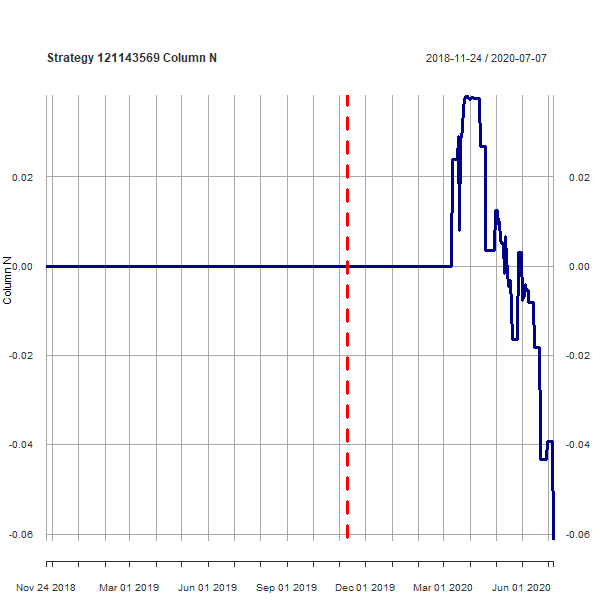 Strategy 121143569 Column N
2018-11-24 / 2020-07-07
Column N
0.02 0.02
0.00 0.00
-0.02 -0.02
-0.04 -0.04
-0.06 -0.06
Nov 24 2018 Mar 01 2019 Jun 01 2019 Sep 01 2019 Dec 01 2019 Mar 01 2020 Jun 01 2020